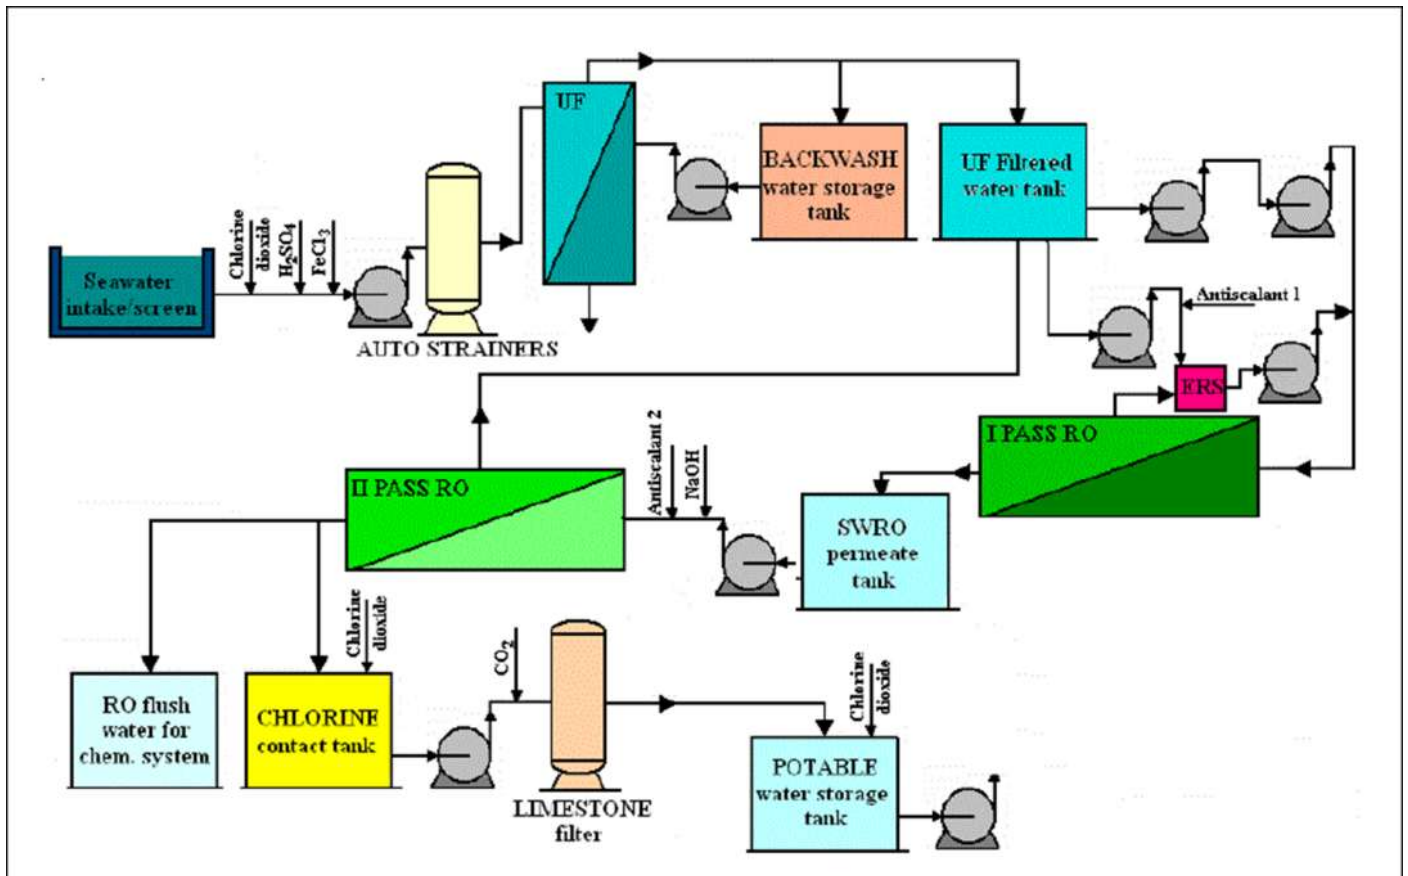 UF
BACKWASH
water storage
tank
UF Filtered
water tank
Chlorine
dioxide
H₂SO₄
FeCl₃
Seawater
intake/screen
AUTO STRAINERS
Antiscalant 1
ERS
I PASS RO
II PASS RO
Antiscalant 2
NaOH
SWRO
permeate
tank
RO flush
water for
chem. system
CHLORINE
contact tank
Chlorine
dioxide
CO₂
LIMESTONE
filter
Chlorine
dioxide
POTABLE
water storage
tank